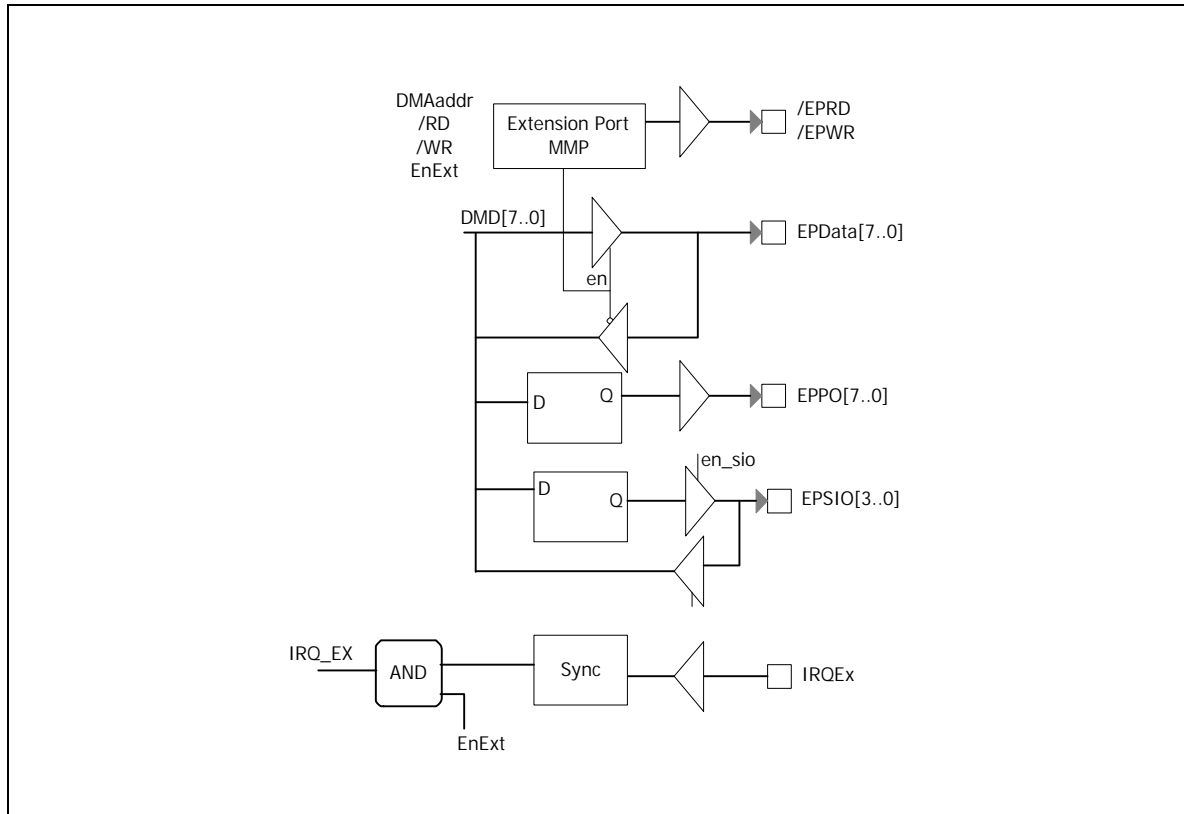 DMAaddr
/RD
/WR
EnExt
Extension Port
MMP
/EPRD
/EPWR
DMD[7..0]
EPData[7..0]
en
D
Q
EPPO[7..0]
en_sio
D
Q
EPSIO[3..0]
IRQ_EX
AND
Sync
IRQEx
EnExt